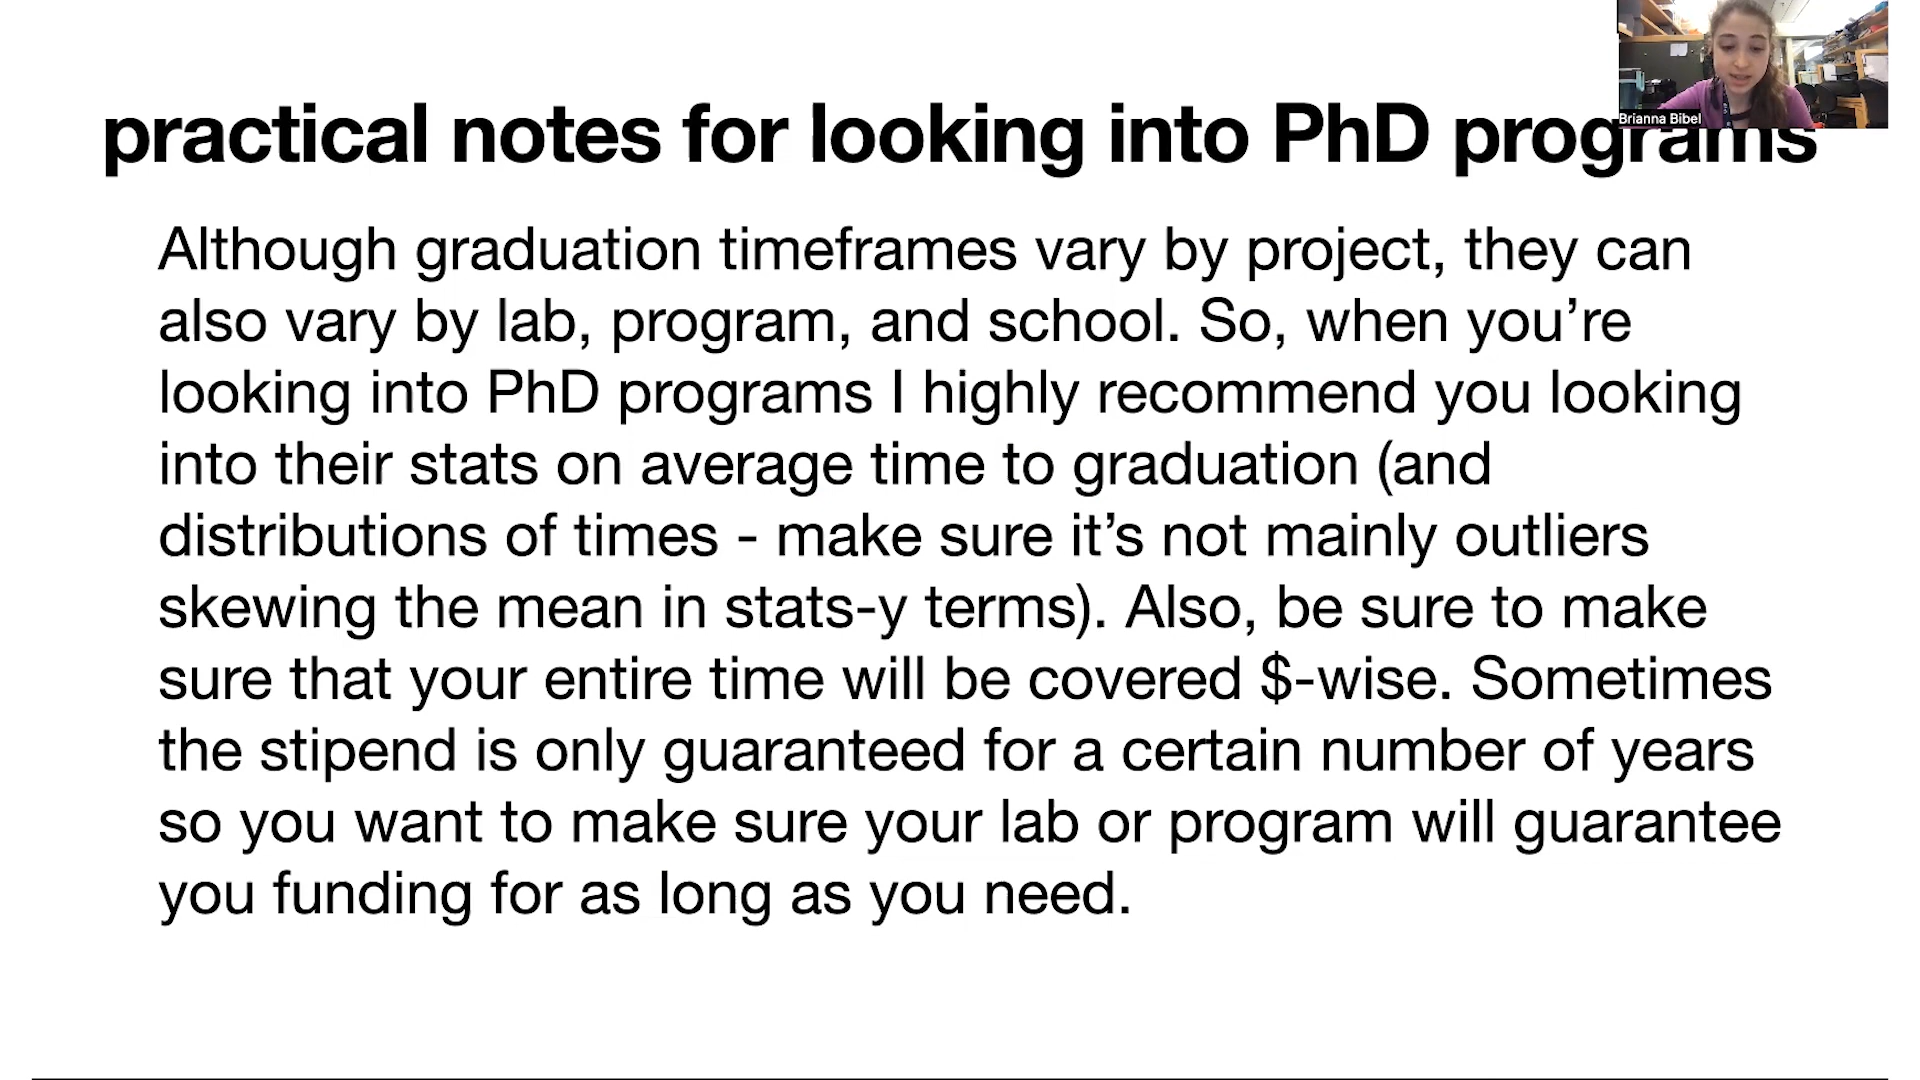 practical notes for looking into PhD programs
Brianna Bibel
Although graduation timeframes vary by project, they can
also vary by lab, program, and school. So, when you’re
looking into PhD programs I highly recommend you looking
into their stats on average time to graduation (and
distributions of times - make sure it’s not mainly outliers
skewing the mean in stats-y terms). Also, be sure to make
sure that your entire time will be covered $-wise. Sometimes
the stipend is only guaranteed for a certain number of years
so you want to make sure your lab or program will guarantee
you funding for as long as you need.